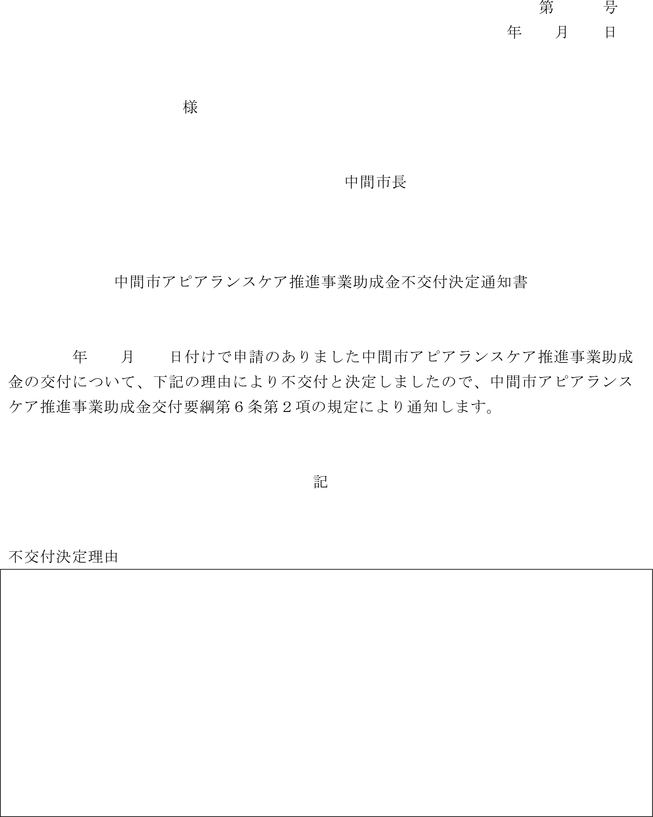 第　　　号
年　　月　　日
様
中間市長
中間市アピアランスケア推進事業助成金不交付決定通知書
年　　月　　日付けで申請のありました中間市アピアランスケア推進事業助成
金の交付について、下記の理由により不交付と決定しましたので、中間市アピアランス
ケア推進事業助成金交付要綱第６条第２項の規定により通知します。
記
不交付決定理由